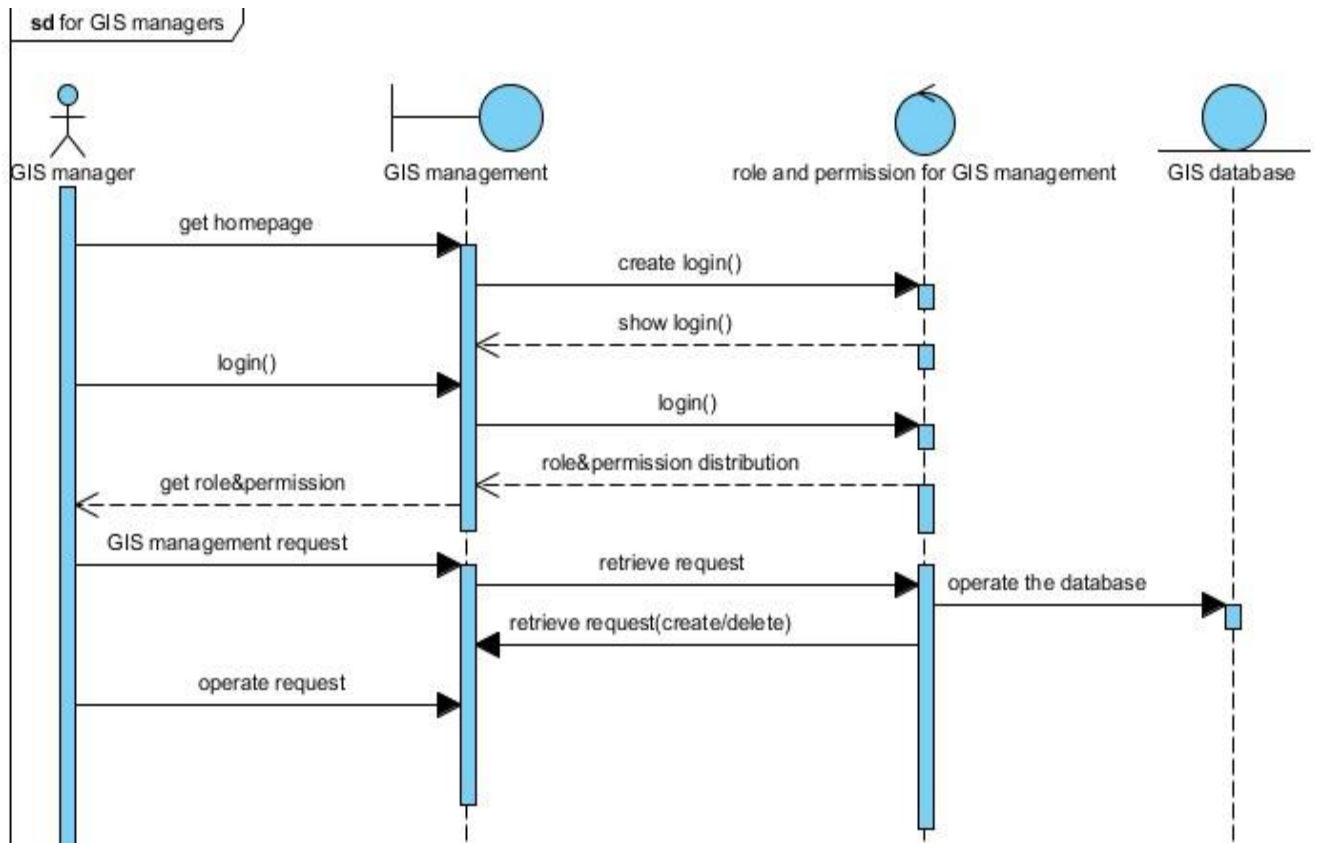 sd for GIS managers
GIS manager
GIS management
role and permission for GIS management
GIS database
get homepage
create login()
show login()
login()
login()
role&permission distribution
get role&permission
GIS management request
retrieve request
operate the database
retrieve request(create/delete)
operate request